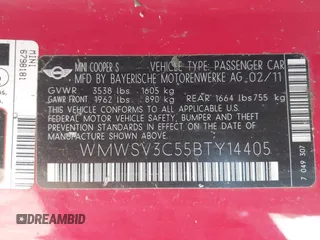 MINI COOPER S VEHICLE TYPE: PASSENGER CAR
MFD BY BAYERISCHE MOTORENWERKE AG 02/11
GVWR 3538 lbs 1605 kg
GAWR FRONT 1962 lbs 890 kg REAR 1664 lbs 755 kg
THIS VEHICLE CONFORMS TO ALL APPLICABLE U.S.
FEDERAL MOTOR VEHICLE SAFETY, BUMPER
AND THEFT PREVENTION STANDARDS IN
EFFECT ON THE DATE OF MANUFACTURE
SHOWN ABOVE.
WMWSV3C55BTY14405
MINI
6798181
7 049 307
DREAMBID